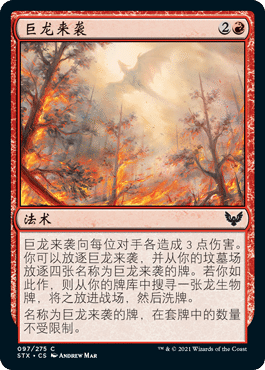 巨龙来袭 2
法术
巨龙来袭向每位对手各造成3点伤害。
你可以放逐巨龙来袭，并从你的坟墓场
放逐四张名称为巨龙来袭的牌。若你如
此作，则从你的牌库中搜寻一张龙生物
牌，将之放进战场，然后洗牌。
名称为巨龙来袭的牌，在套牌中的数量
不受限制。
097/275 C
STX • CS ANDREW MAR
™ & © 2021 Wizards of the Coast